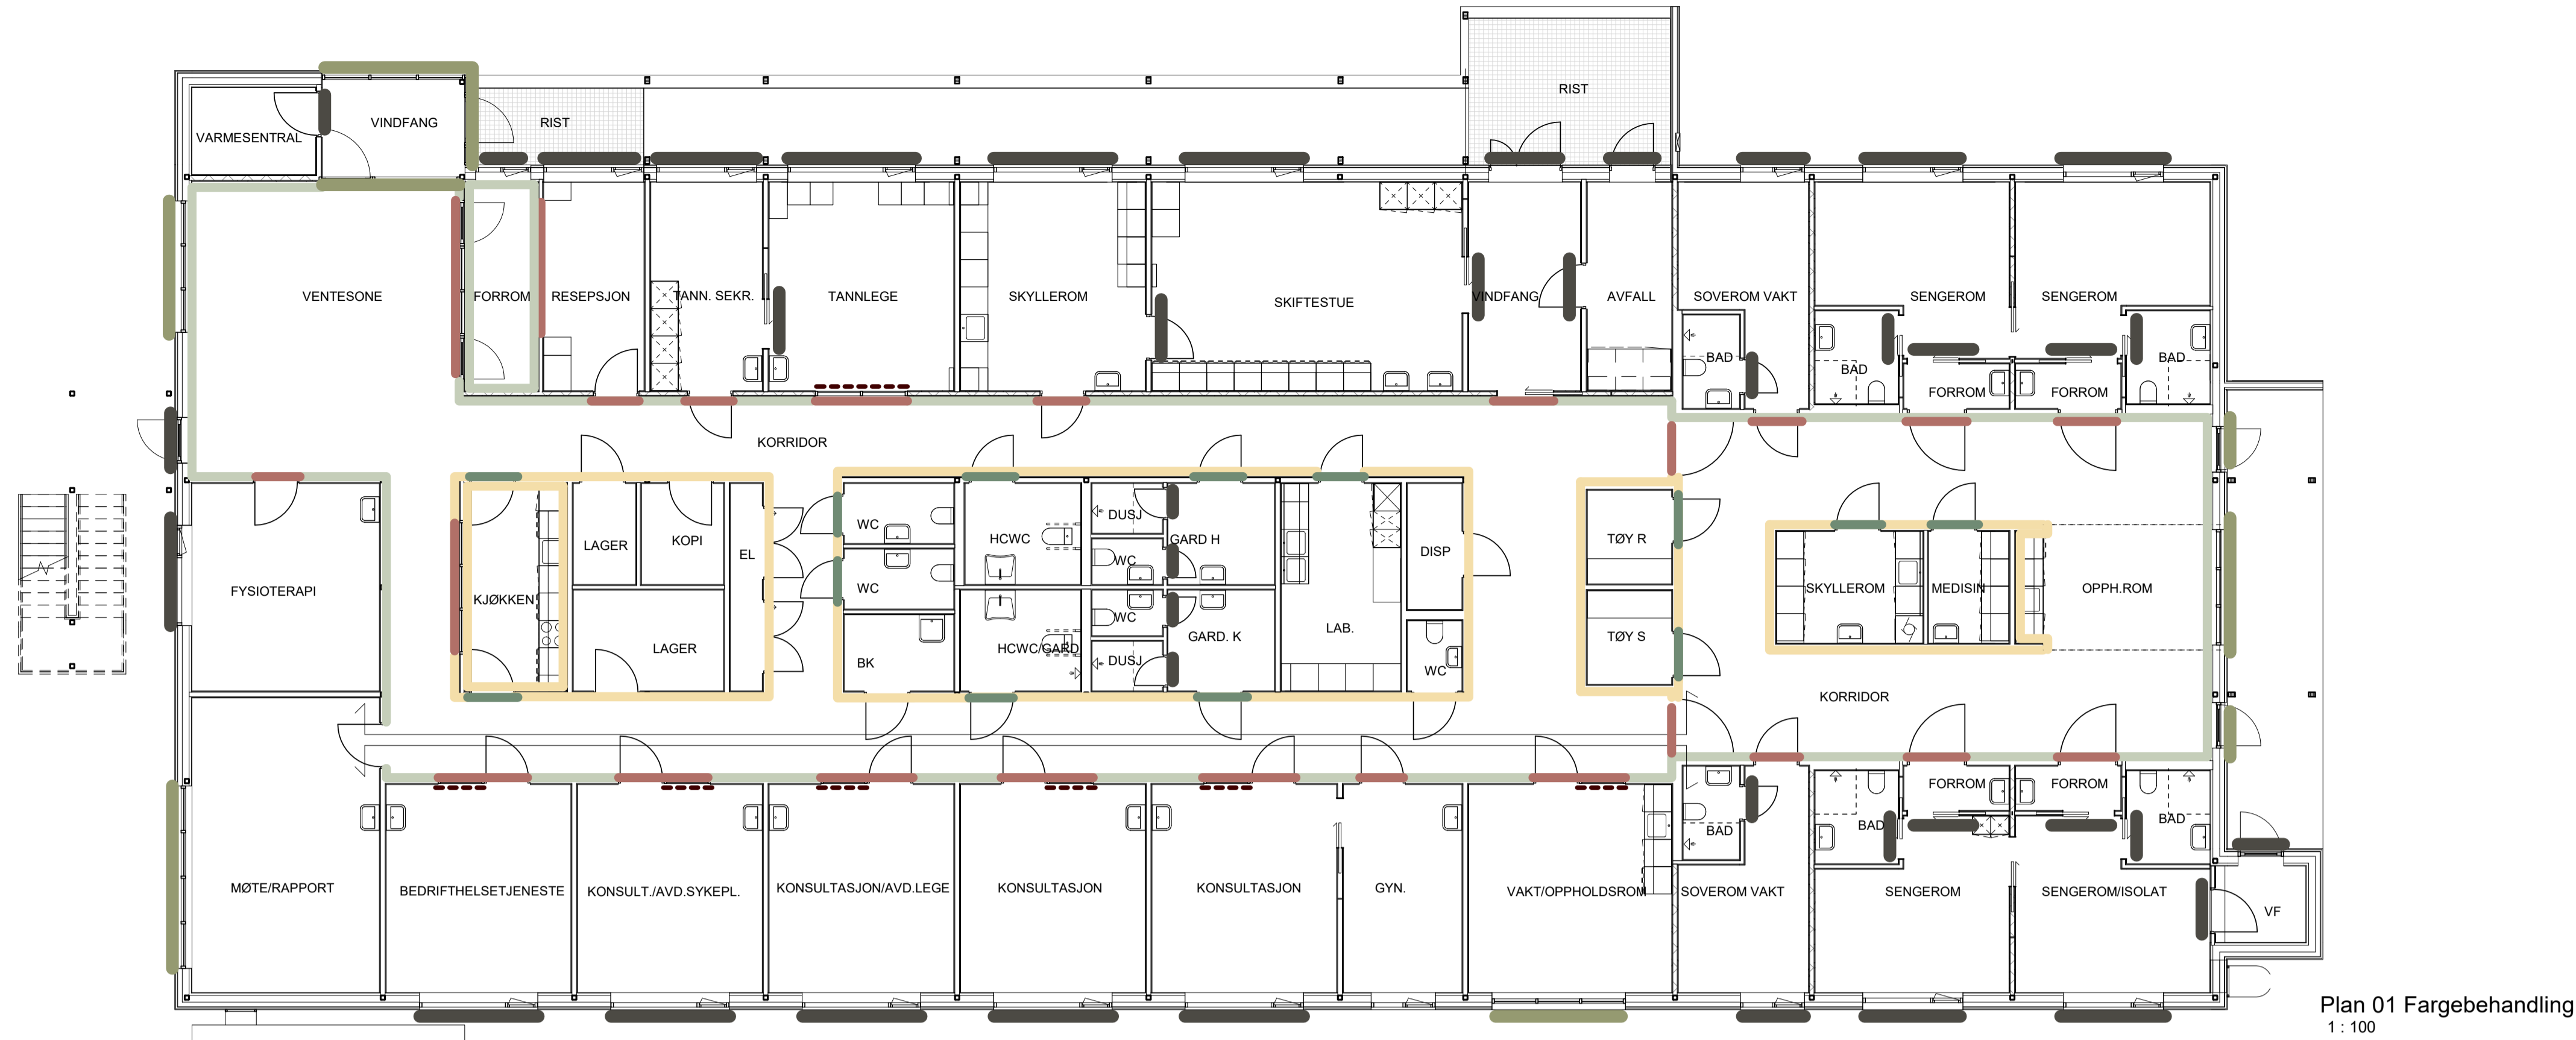 RIST
VARMESENTRAL
VINDFANG
RIST
VENTESONE
FORROM
RESEPSJON
TANN. SEKR.
TANNLEGE
SKYLLEROM
SKIFTESTUE
VINDFANG
AVFALL
SOVEROM VAKT
SENGEROM
SENGEROM
BAD
BAD
BAD
FORROM
FORROM
KORRIDOR
WC
HCWC
DUSJ
GARD H
LAGER
KOPI
EL
DISP
TØY R
WC
WC
FYSIOTERAPI
KJØKKEN
SKYLLEROM
MEDISIN
OPPH.ROM
WC
LAB.
GARD. K
TØY S
LAGER
HCWC/GARD
BK
DUSJ
WC
KORRIDOR
FORROM
FORROM
BAD
BAD
BAD
MØTE/RAPPORT
BEDRIFTHELSETJENESTE
KONSULT./AVD.SYKEPL.
KONSULTASJON/AVD.LEGE
KONSULTASJON
KONSULTASJON
GYN.
VAKT/OPPHOLDSROM
SOVEROM VAKT
SENGEROM
SENGEROM/ISOLAT
VF
Plan 01 Fargebehandling
1 : 100